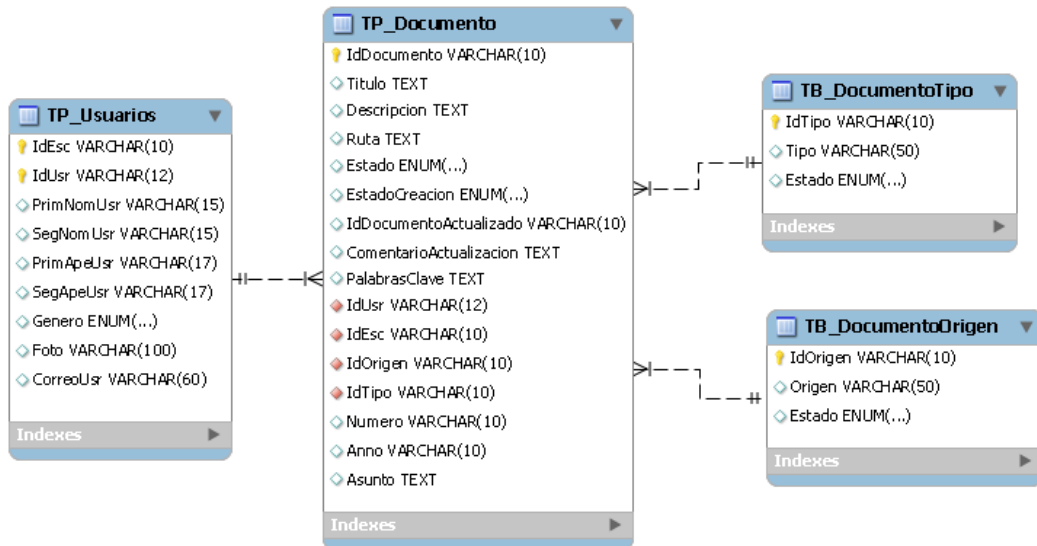 TP_Usuarios
IdEsc VARCHAR(10)
IdUsr VARCHAR(12)
PrimNomUsr VARCHAR(15)
SegNomUsr VARCHAR(15)
PrimApeUsr VARCHAR(17)
SegApeUsr VARCHAR(17)
Genero ENUM(...)
Foto VARCHAR(100)
CorreoUsr VARCHAR(60)
Indexes
TP_Documento
IdDocumento VARCHAR(10)
Titulo TEXT
Descripcion TEXT
Ruta TEXT
Estado ENUM(...)
EstadoCreacion ENUM(...)
IdDocumentoActualizado VARCHAR(10)
ComentarioActualizacion TEXT
PalabrasClave TEXT
IdUsr VARCHAR(12)
IdEsc VARCHAR(10)
IdOrigen VARCHAR(10)
IdTipo VARCHAR(10)
Numero VARCHAR(10)
Anno VARCHAR(10)
Asunto TEXT
Indexes
TB_DocumentoTipo
IdTipo VARCHAR(10)
Tipo VARCHAR(50)
Estado ENUM(...)
Indexes
TB_DocumentoOrigen
IdOrigen VARCHAR(10)
Origen VARCHAR(50)
Estado ENUM(...)
Indexes